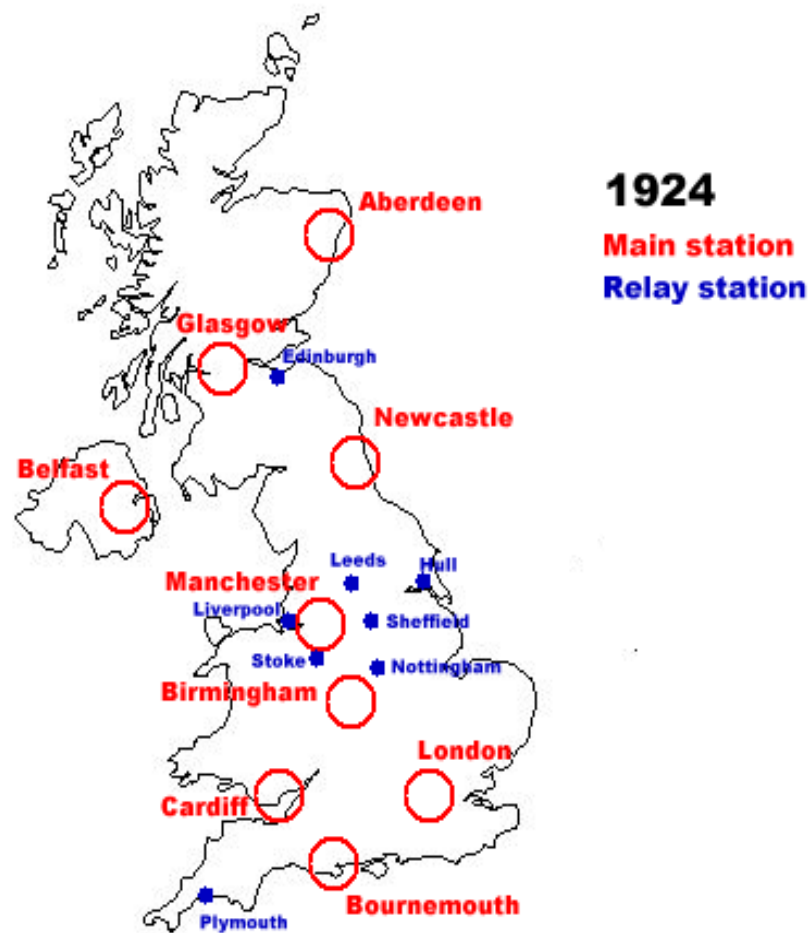 1924
Main station
Relay station
Aberdeen
Glasgow
Edinburgh
Newcastle
Belfast
Leeds
Hull
Manchester
Liverpool
Sheffield
Stoke
Nottingham
Birmingham
London
Cardiff
Bournemouth
Plymouth